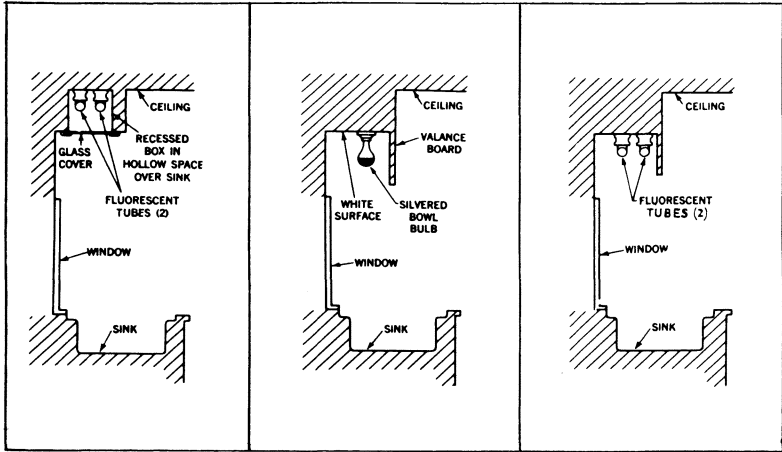 CEILING
GLASS
COVER
RECESSED
BOX IN
HOLLOW SPACE
OVER SINK
FLUORESCENT
TUBES (2)
WINDOW
SINK
CEILING
VALANCE
BOARD
WHITE
SURFACE
SILVERED
BOWL
BULB
WINDOW
SINK
CEILING
FLUORESCENT
TUBES (2)
WINDOW
SINK